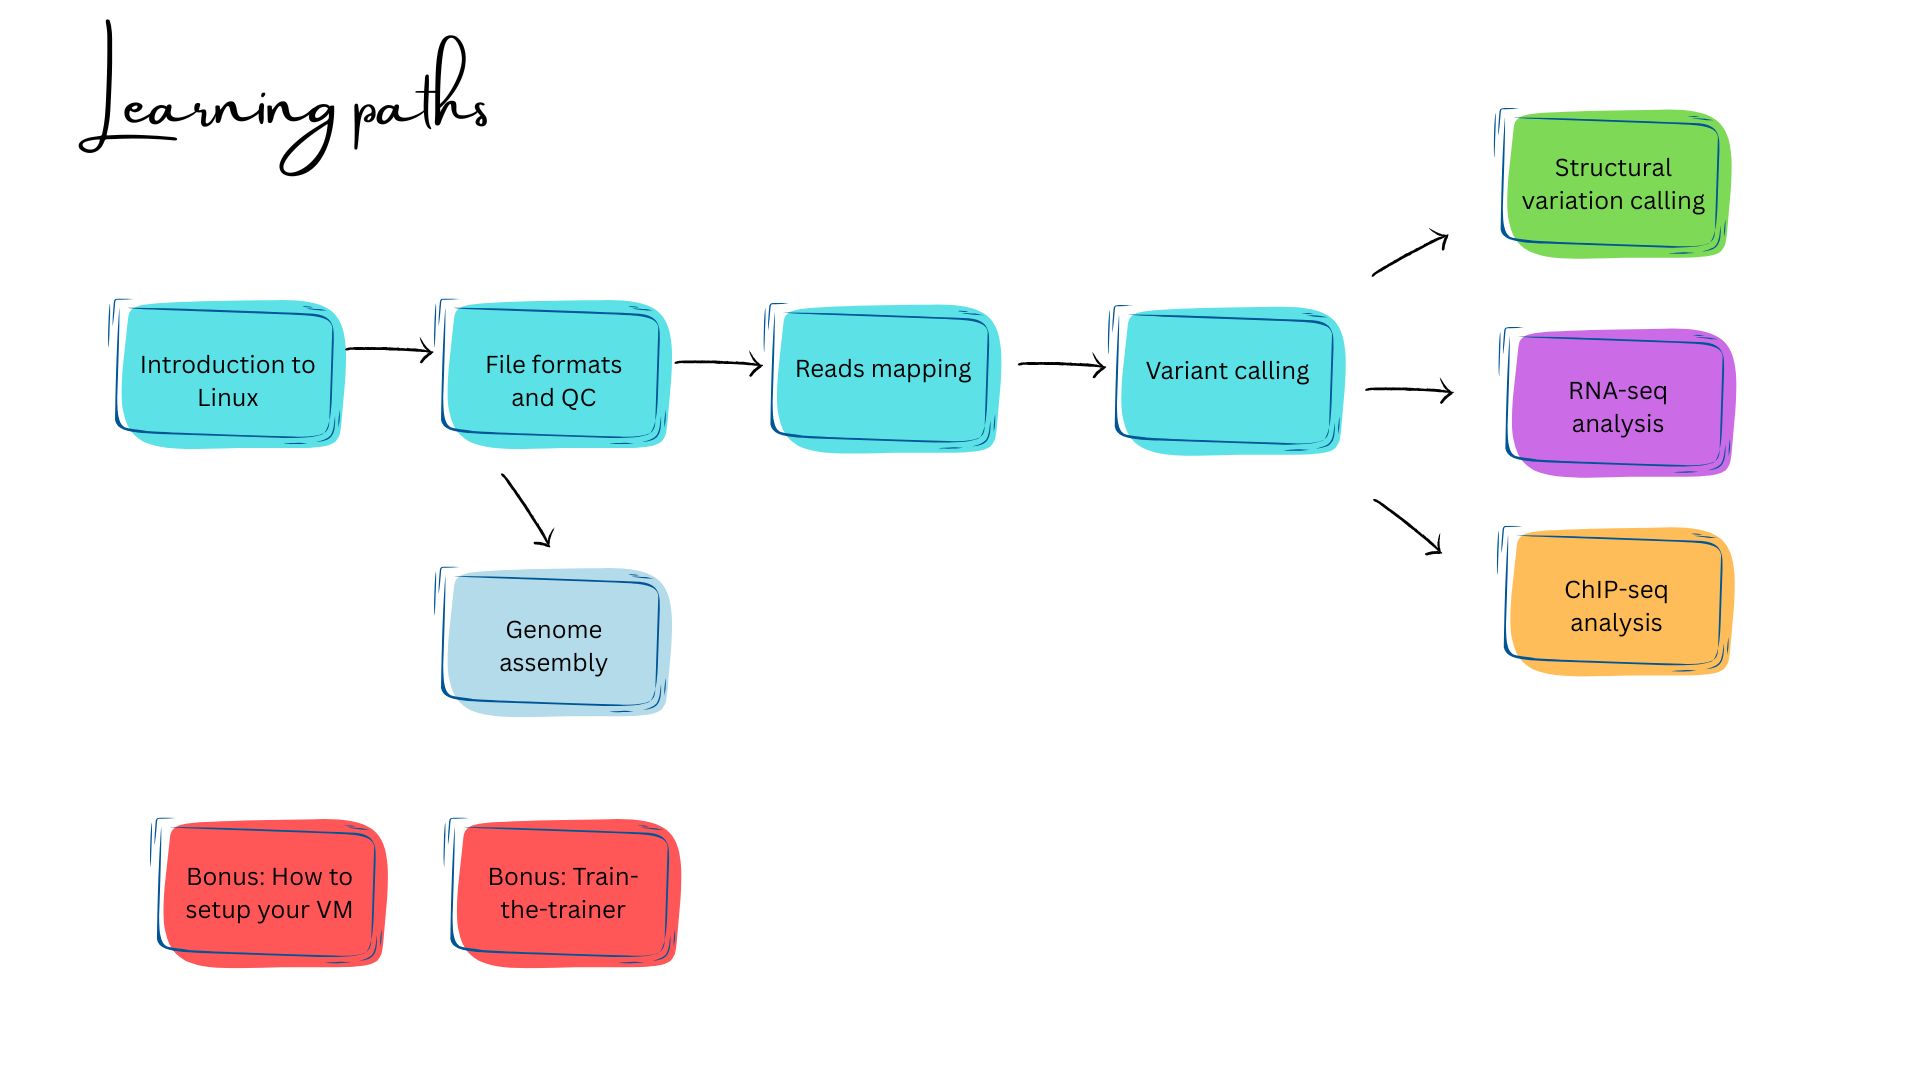 Learning paths
Structural
variation calling
Introduction to
Linux
File formats
and QC
Reads mapping
Variant calling
RNA-seq
analysis
Genome
assembly
ChIP-seq
analysis
Bonus: How to
setup your VM
Bonus: Train-
the-trainer